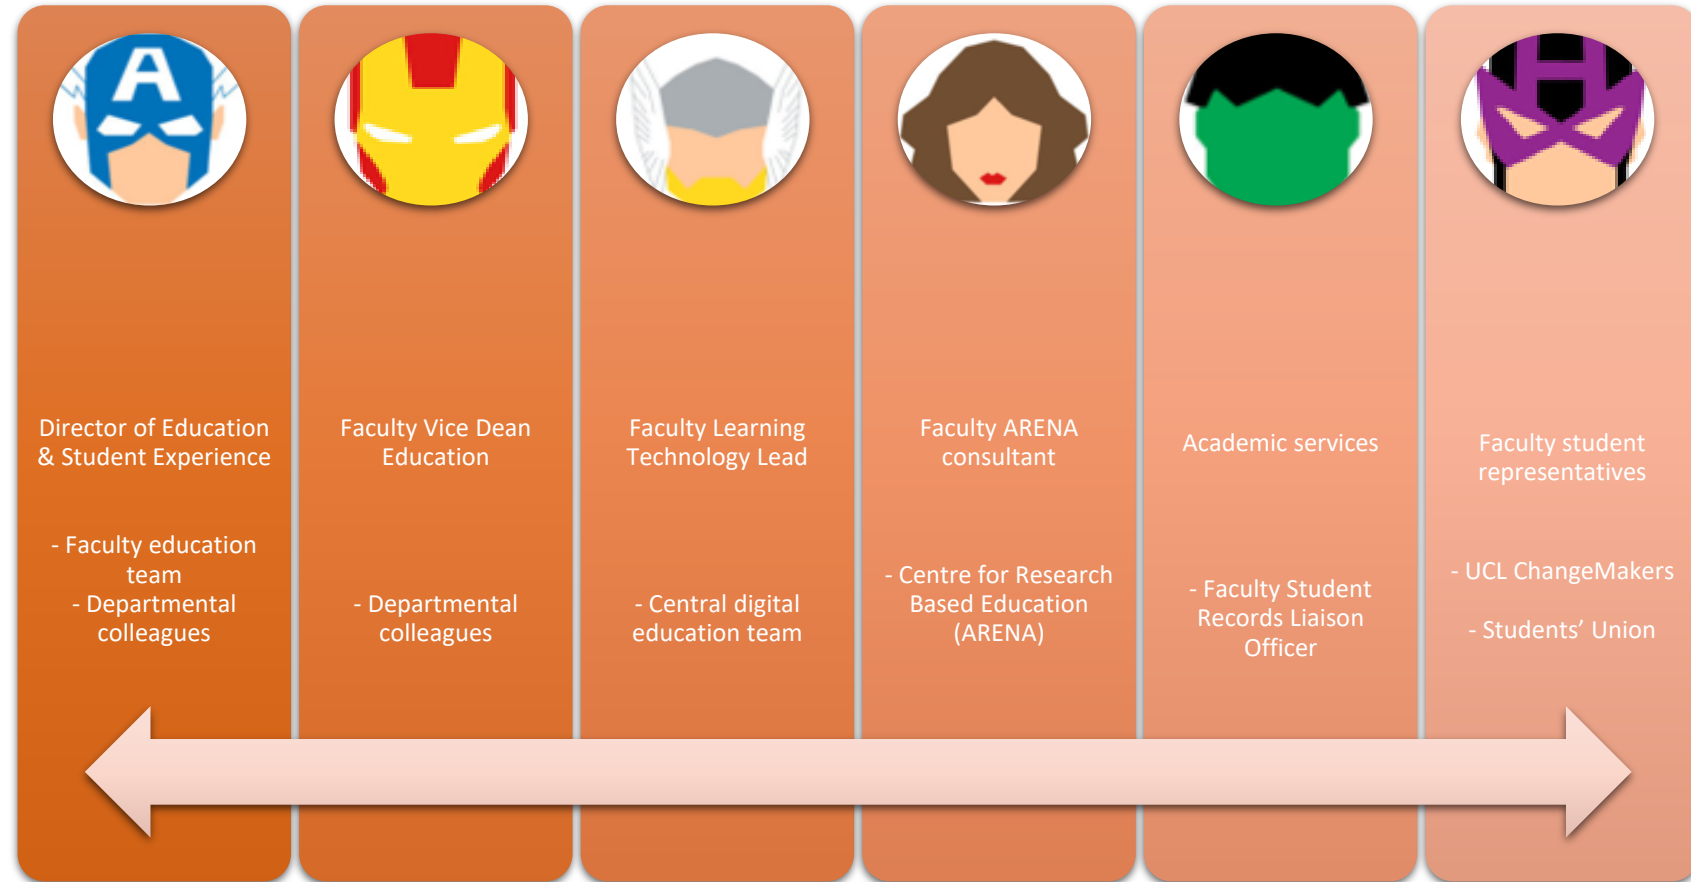 A
H
Director of Education
& Student Experience
- Faculty education
team
- Departmental
colleagues
Faculty Vice Dean
Education
- Departmental
colleagues
Faculty Learning
Technology Lead
- Central digital
education team
Faculty ARENA
consultant
- Centre for Research
Based Education
(ARENA)
Academic services
- Faculty Student
Records Liaison
Officer
Faculty student
representatives
- UCL ChangeMakers
- Students’ Union